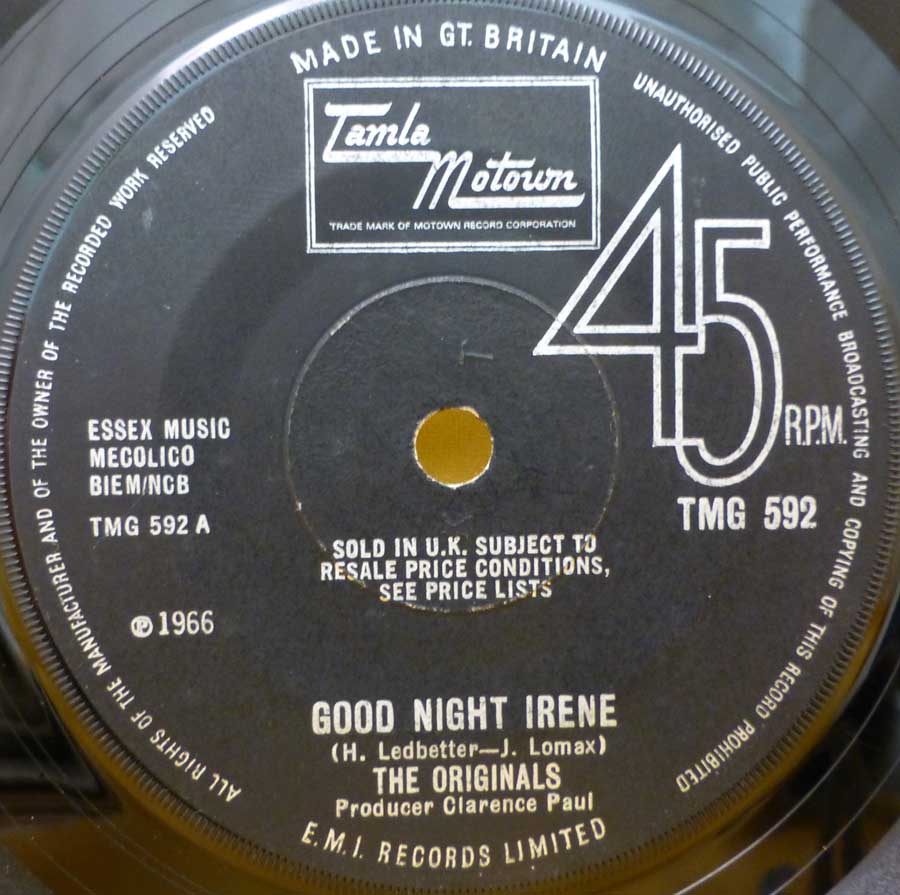 MADE IN GT. BRITAIN
UNAUTHORISED PUBLIC PERFORMANCE BROADCASTING AND COPYING OF THIS RECORD PROHIBITED
ALL RIGHTS OF THE MANUFACTURER AND OF THE OWNER OF THE RECORDED WORK RESERVED
Tamla
Motown
TRADE MARK OF MOTOWN RECORD CORPORATION
45
R.P.M.
ESSEX MUSIC
MECOLICO
BIEM/NCB
TMG 592 A
TMG 592
SOLD IN U.K. SUBJECT TO
RESALE PRICE CONDITIONS,
SEE PRICE LISTS
℗1966
GOOD NIGHT IRENE
(H. Ledbetter—J. Lomax)
THE ORIGINALS
Producer Clarence Paul
E.M.I. RECORDS LIMITED